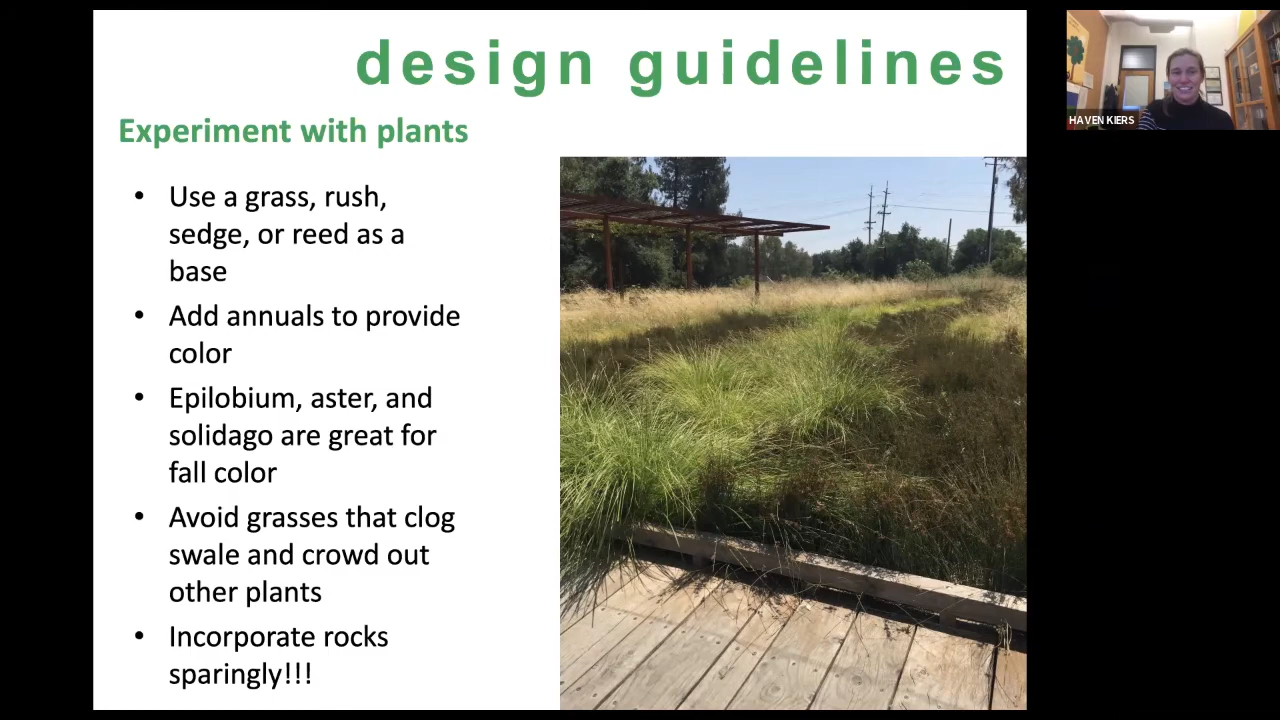 design guidelines
Experiment with plants
• Use a grass, rush,
sedge, or reed as a
base
• Add annuals to provide
color
• Epilobium, aster, and
solidago are great for
fall color
• Avoid grasses that clog
swale and crowd out
other plants
• Incorporate rocks
sparingly!!!
HAVEN KIERS